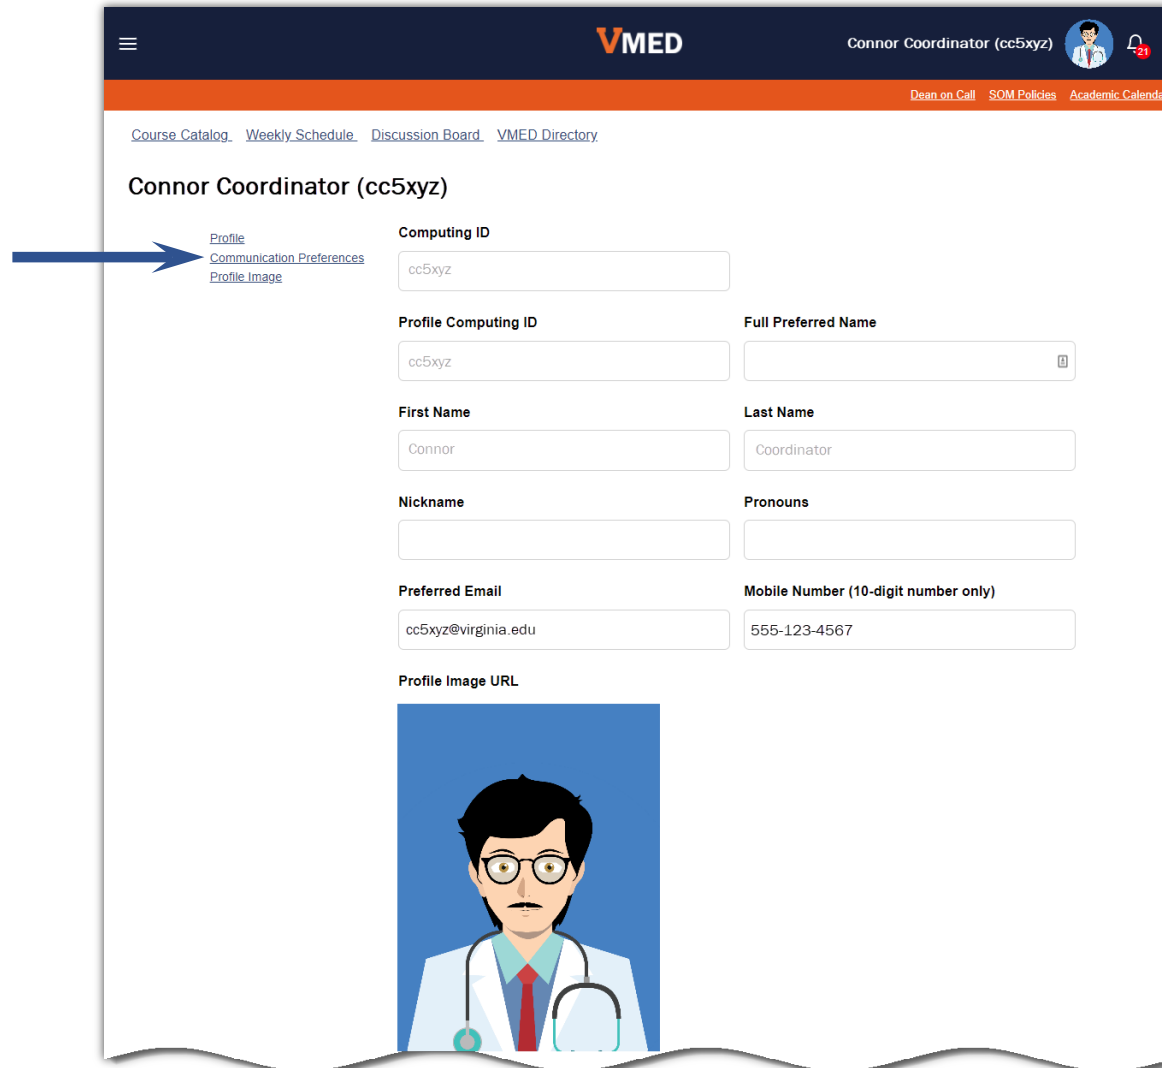 VMED
Connor Coordinator (cc5xyz)
21
Dean on Call SOM Policies Academic Calenda
Course Catalog Weekly Schedule Discussion Board VMED Directory
Connor Coordinator (cc5xyz)
Profile
Communication Preferences
Profile Image
Computing ID
cc5xyz
Profile Computing ID Full Preferred Name
cc5xyz
First Name Last Name
Connor Coordinator
Nickname Pronouns
Preferred Email Mobile Number (10-digit number only)
cc5xyz@virginia.edu 555-123-4567
Profile Image URL